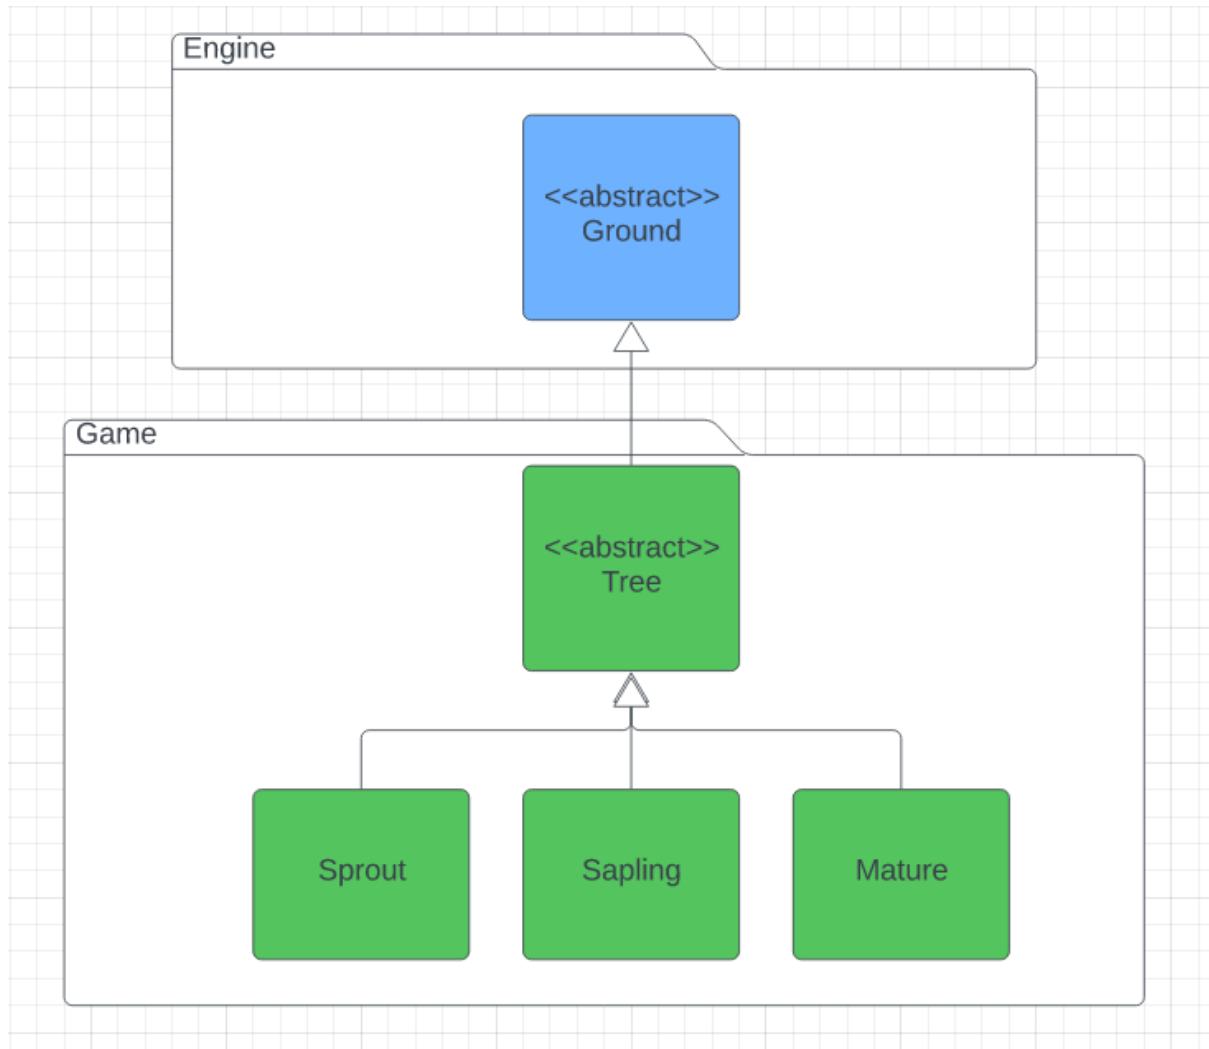 Engine
<<abstract>>
Ground
Game
<<abstract>>
Tree
Sprout
Sapling
Mature